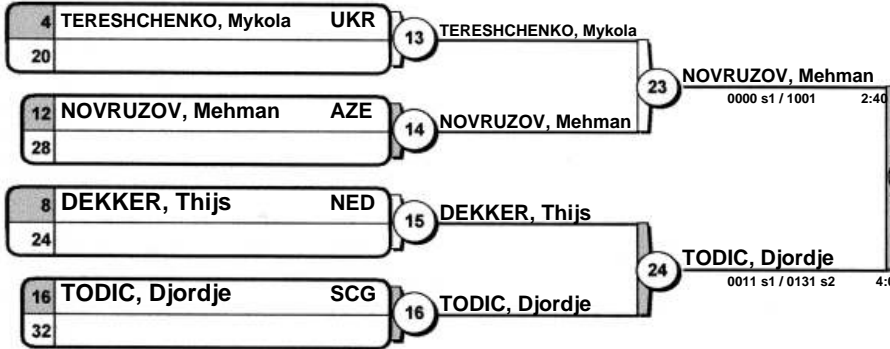 4 TERESHCHENKO, Mykola UKR
20
13
TERESHCHENKO, Mykola
12 NOVRUZOV, Mehman AZE
28
14
NOVRUZOV, Mehman
23
NOVRUZOV, Mehman
0000 s1 / 1001 2:40
8 DEKKER, Thijs NED
24
15
DEKKER, Thijs
16 TODIC, Djordje SCG
32
16
TODIC, Djordje
24
TODIC, Djordje
0011 s1 / 0131 s2